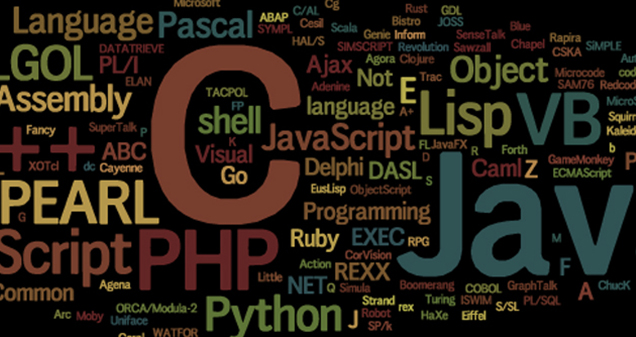 Microsoft
Language
Pascal
ABAP
C/AL
Cg
SYMPL
Cesil
Scala
HAL/S
Rust
GDL
Bistro
JOSS
Genie
Inform
Blue
SenseTalk
Rapira
LGOL
DATATRIEVE
PL/I
ELAN
SIMSCRIPT
Revolution
Sawzall
Chapel
CSKA
SiMPLE
Ajax
Agora
Clojure
Not
Trac
Object
Microcode
SAM76
Redcod
Adenine
Assembly
TACPOL
FP
shell
language
E
A+
Lisp
VB
MicroS
Squirr
Kaleid
Fancy
SuperTalk
P
C
K
JavaScript
FL
JavaFX
R
Forth
b
++
ABC
Visual
D
XOTcl
dc
Cayenne
Go
Delphi
DASL
S
Caml
Z
GameMonkey
ECMAScript
P
EusLisp
ObjectScript
PEARL
G
Programming
Jav
Script
PHP
Ruby
EXEC
RPG
CorVision
M
Action
REXX
F
Little
Common
Agena
NET
Q
Simula
Boomerang
COBOL
GraphTalk
A
ChucK
Strand
rex
Turing
ISWIM
PL/SQL
Arc
Moby
ORCA/Modula-2
Uniface
Python
J
Robot
SP/k
HaXe
Eiffel
S/SL
WATFOR